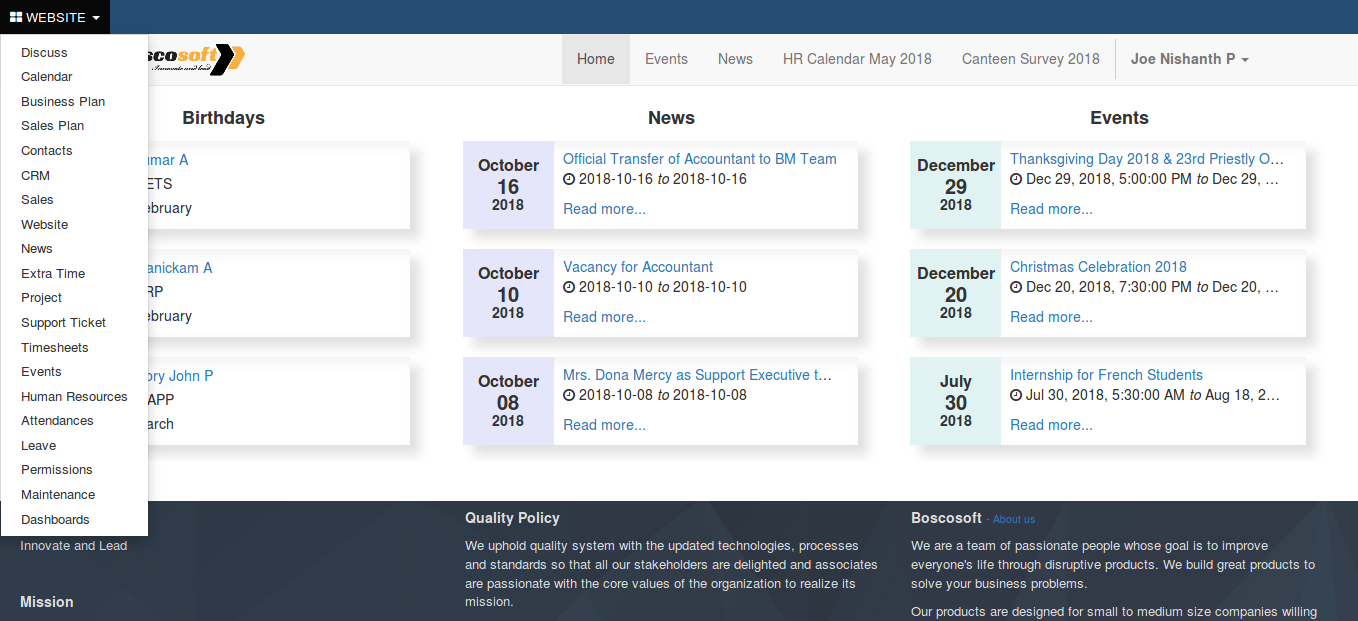 WEBSITE
Discuss
Calendar
Business Plan
Sales Plan
Contacts
CRM
Sales
Website
News
Extra Time
Project
Support Ticket
Timesheets
Events
Human Resources
Attendances
Leave
Permissions
Maintenance
Dashboards
scosoft
Innovate and lead
Home Events News HR Calendar May 2018 Canteen Survey 2018 Joe Nishanth P
Birthdays
umar A
ETS
ebruary
anickam A
RP
ebruary
ory John P
APP
arch
News
October
16
2018
Official Transfer of Accountant to BM Team
2018-10-16 to 2018-10-16
Read more...
October
10
2018
Vacancy for Accountant
2018-10-10 to 2018-10-10
Read more...
October
08
2018
Mrs. Dona Mercy as Support Executive t...
2018-10-08 to 2018-10-08
Read more...
Events
December
29
2018
Thanksgiving Day 2018 & 23rd Priestly O...
Dec 29, 2018, 5:00:00 PM to Dec 29, ...
Read more...
December
20
2018
Christmas Celebration 2018
Dec 20, 2018, 7:30:00 PM to Dec 20, ...
Read more...
July
30
2018
Internship for French Students
Jul 30, 2018, 5:30:00 AM to Aug 18, 2...
Read more...
Innovate and Lead
Mission
Quality Policy
We uphold quality system with the updated technologies, processes
and standards so that all our stakeholders are delighted and associates
are passionate with the core values of the organization to realize its
mission.
Boscosoft - About us
We are a team of passionate people whose goal is to improve
everyone's life through disruptive products. We build great products to
solve your business problems.
Our products are designed for small to medium size companies willing